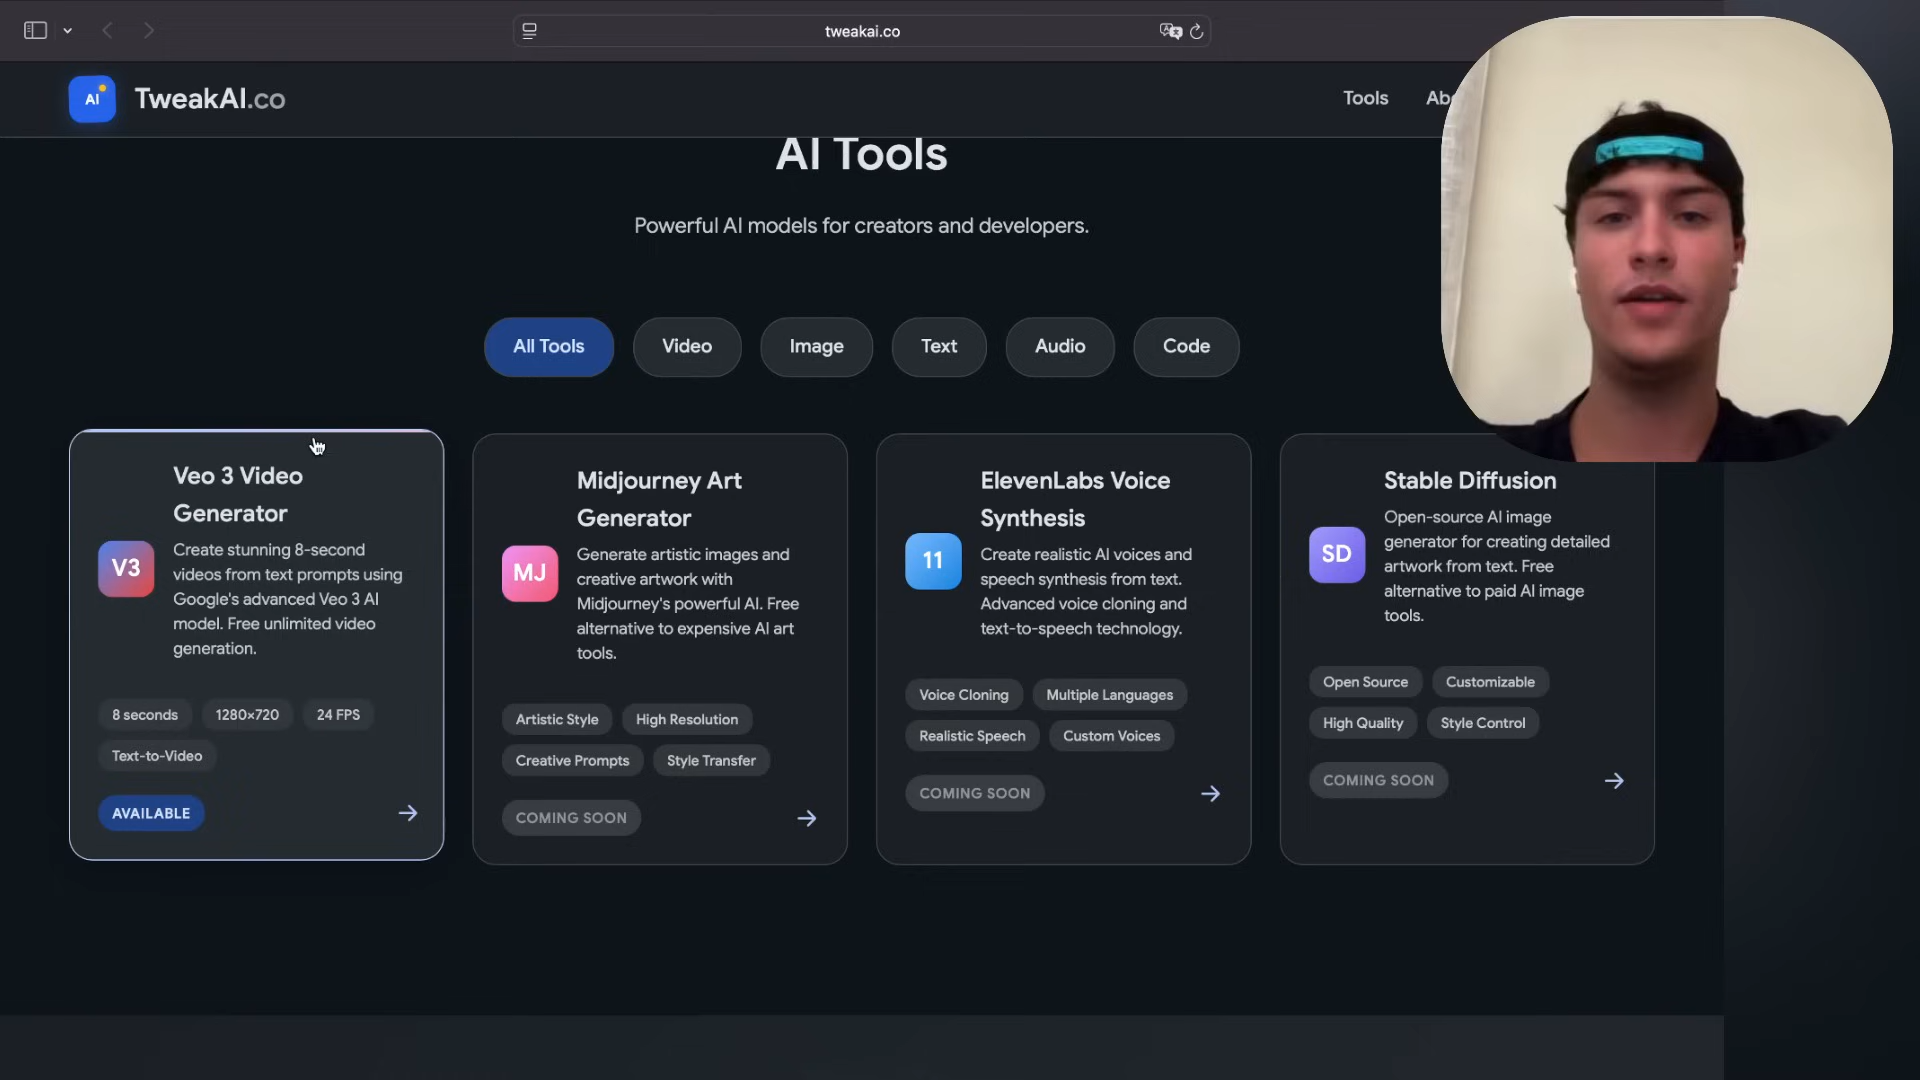 tweakai.co
AI
TweakAI.co
Tools
AI Tools
Powerful AI models for creators and developers.
All Tools
Video
Image
Text
Audio
Code
V3
Veo 3 Video
Generator
Create stunning 8-second
videos from text prompts using
Google's advanced Veo 3 AI
model. Free unlimited video
generation.
8 seconds
1280×720
24 FPS
Text-to-Video
AVAILABLE
MJ
Midjourney Art
Generator
Generate artistic images and
creative artwork with
Midjourney's powerful AI. Free
alternative to expensive AI art
tools.
Artistic Style
High Resolution
Creative Prompts
Style Transfer
COMING SOON
11
ElevenLabs Voice
Synthesis
Create realistic AI voices and
speech synthesis from text.
Advanced voice cloning and
text-to-speech technology.
Voice Cloning
Multiple Languages
Realistic Speech
Custom Voices
COMING SOON
SD
Stable Diffusion
Open-source AI image
generator for creating detailed
artwork from text. Free
alternative to paid AI image
tools.
Open Source
Customizable
High Quality
Style Control
COMING SOON